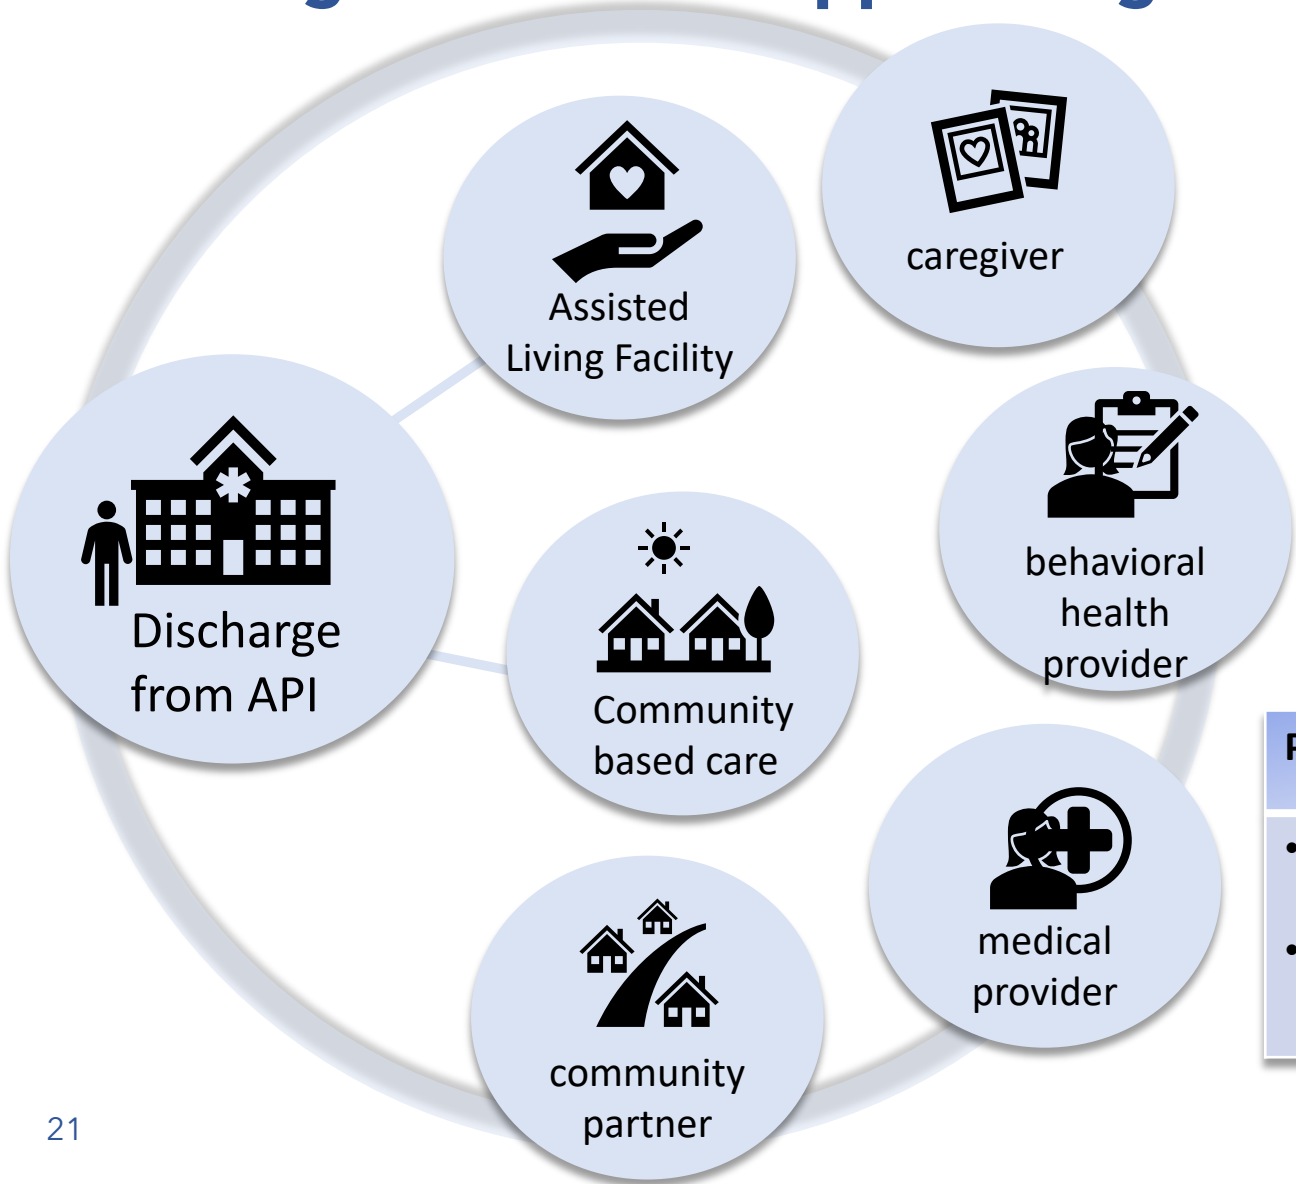 Assisted
Living Facility
caregiver
Discharge
from API
behavioral
health
provider
Community
based care
medical
provider
community
partner
21